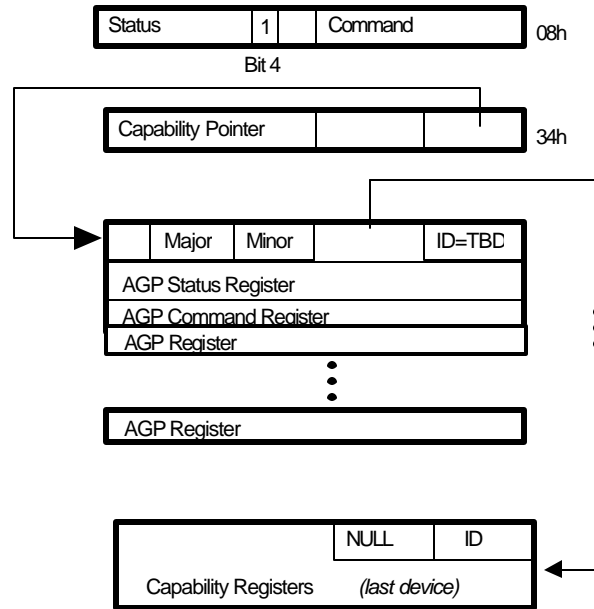 Status 1 Command 08h
Bit 4
Capability Pointer 34h
Major Minor ID=TBD
AGP Status Register
AGP Command Register
AGP Register
AGP Register
NULL ID
Capability Registers (last device)